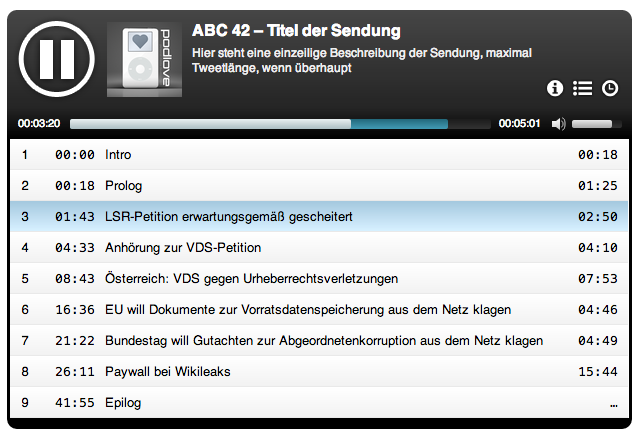 ABC 42 – Titel der Sendung
Hier steht eine einzeilige Beschreibung der Sendung, maximal
Tweetlänge, wenn überhaupt
podlove
00:03:20 00:05:01
1 00:00 Intro 00:18
2 00:18 Prolog 01:25
3 01:43 LSR-Petition erwartungsgemäß gescheitert 02:50
4 04:33 Anhörung zur VDS-Petition 04:10
5 08:43 Österreich: VDS gegen Urheberrechtsverletzungen 07:53
6 16:36 EU will Dokumente zur Vorratsdatenspeicherung aus dem Netz klagen 04:46
7 21:22 Bundestag will Gutachten zur Abgeordnetenkorruption aus dem Netz klagen 04:49
8 26:11 Paywall bei Wikileaks 15:44
9 41:55 Epilog …